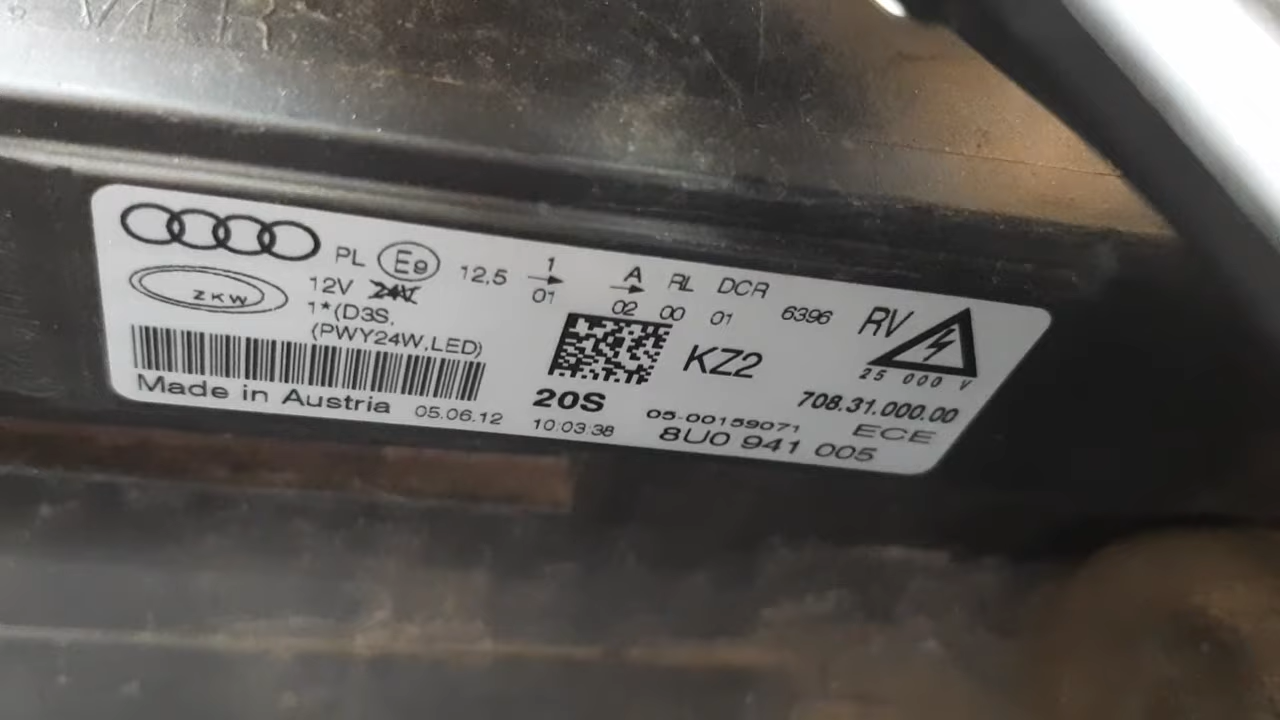 PL E9 12,5 1 A RL DCR
01 02 00 01 6396 RV
ZKW 12V 24V
1*(D3S,
(PWY24W,LED)
KZ2
25 000 V
Made in Austria 05.06.12
20S
10:03:38
708.31.000.00
05-00159071 ECE
8U0 941 005